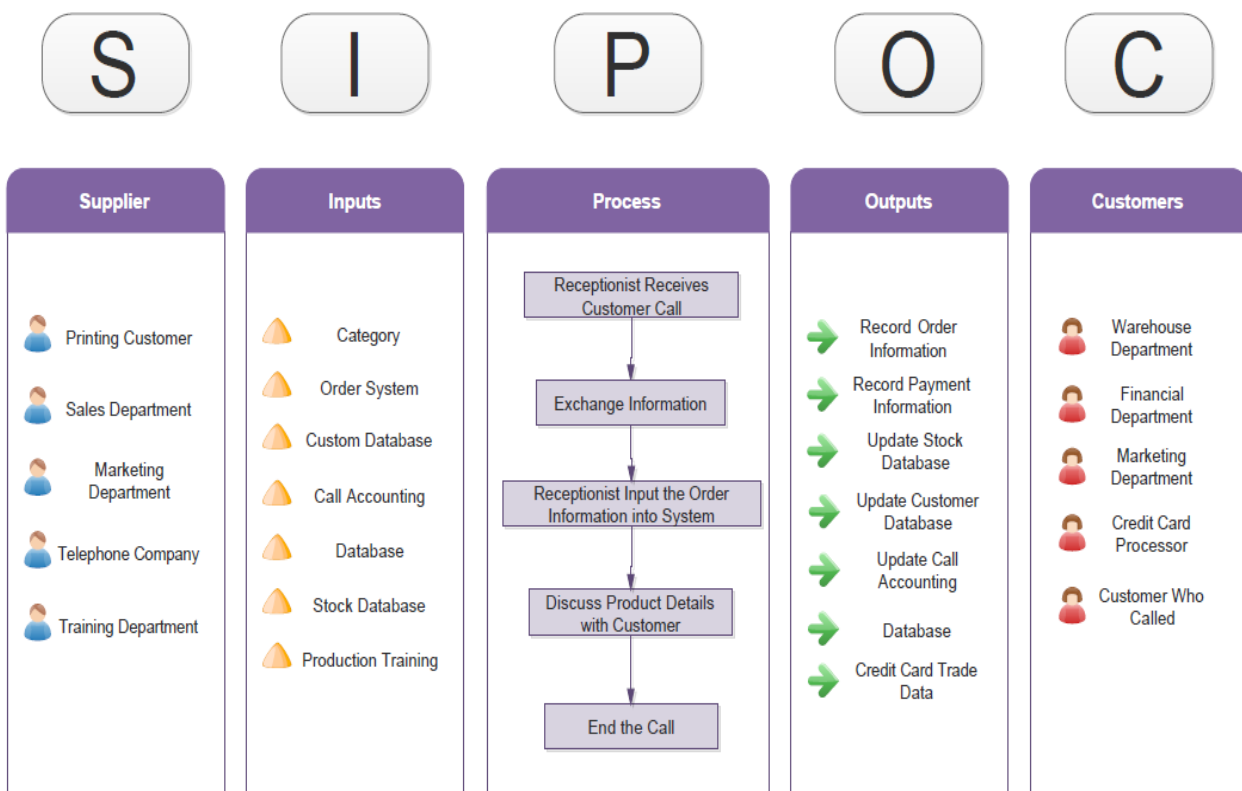 S
I
P
O
C
Supplier
Inputs
Process
Outputs
Customers
Printing Customer
Sales Department
Marketing
Department
Telephone Company
Training Department
Category
Order System
Custom Database
Call Accounting
Database
Stock Database
Production Training
Receptionist Receives
Customer Call
Exchange Information
Receptionist Input the Order
Information into System
Discuss Product Details
with Customer
End the Call
Record Order
Information
Record Payment
Information
Update Stock
Database
Update Customer
Database
Update Call
Accounting
Database
Credit Card Trade
Data
Warehouse
Department
Financial
Department
Marketing
Department
Credit Card
Processor
Customer Who
Called